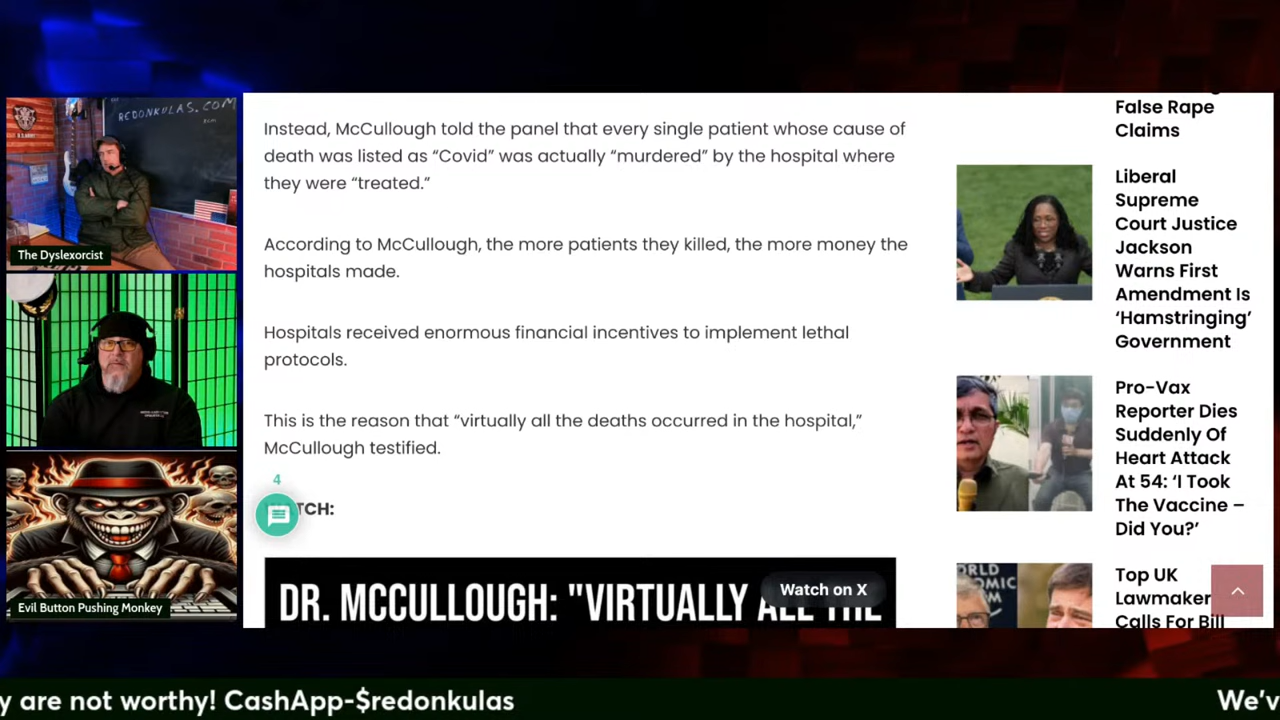 REDONKULAS.COM
The Dyslexorcist
Evil Button Pushing Monkey
Instead, McCullough told the panel that every single patient whose cause of
death was listed as “Covid” was actually “murdered” by the hospital where
they were “treated.”
According to McCullough, the more patients they killed, the more money the
hospitals made.
Hospitals received enormous financial incentives to implement lethal
protocols.
This is the reason that “virtually all the deaths occurred in the hospital,”
McCullough testified.
4
TCH:
DR. MCCULLOUGH: "VIRTUALLY ALL THE
Watch on X
False Rape
Claims
Liberal
Supreme
Court Justice
Jackson
Warns First
Amendment Is
‘Hamstringing’
Government
Pro-Vax
Reporter Dies
Suddenly Of
Heart Attack
At 54: ‘I Took
The Vaccine –
Did You?’
Top UK
Lawmaker
Calls For Bill
y are not worthy! CashApp-$redonkulas
We'v